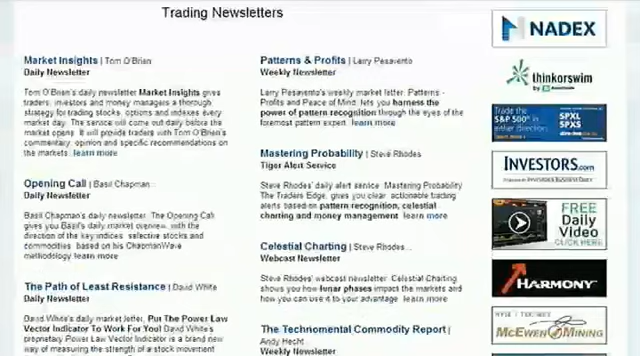 Trading Newsletters
Market Insights | Tom O'Brian
Daily Newsletter
Tom O'Brian's daily newsletter Market Insights gives
traders, investors and money managers a thorough
strategy for trading stocks, options and indexes every
market day. The service will come out daily before the
market opens. It will provide traders with Tom O'Brian's
commentary, opinion and specific recommendations on
the markets. learn more
Opening Call | Basil Chapman
Daily Newsletter
Basil Chapman's daily newsletter. The Opening Call
gives you Basil's daily market overview, with the
direction of the key indices, selective stocks and
commodities based on his ChapmanWave
methodology learn more
The Path of Least Resistance | David White
Daily Newsletter
David White's daily market letter, Put The Power Law
Vector Indicator To Work For You! David White's
proprietary Power Law Vector Indicator is a brand new
way of measuring the strength of a stock movement
Patterns & Profits | Larry Pesavento
Weekly Newsletter
Larry Pesavento's weekly market letter: Patterns -
Profits and Peace of Mind, lets you harness the
power of pattern recognition through the eyes of the
foremost pattern expert. learn more
Mastering Probability | Steve Rhodes
Tiger Alert Service
Steve Rhodes' daily alert service Mastering Probability
The Traders Edge, gives you clear, actionable trading
alerts based on pattern recognition, celestial
charting and money management learn more
Celestial Charting | Steve Rhodes
Webcast Newsletter
Steve Rhodes' webcast newsletter Celestial Charting
shows you how lunar phases impact the markets and
how you can use it to your advantage learn more
The Technomental Commodity Report |
Andy Hecht
Weekly Newsletter
NADEX
thinkorswim
Trade the
S&P 500
in
either direction
SPXL
SPXS
INVESTORS.com
FREE
Daily
Video
CLICK HERE
HARMONY
MCEWEN MINING